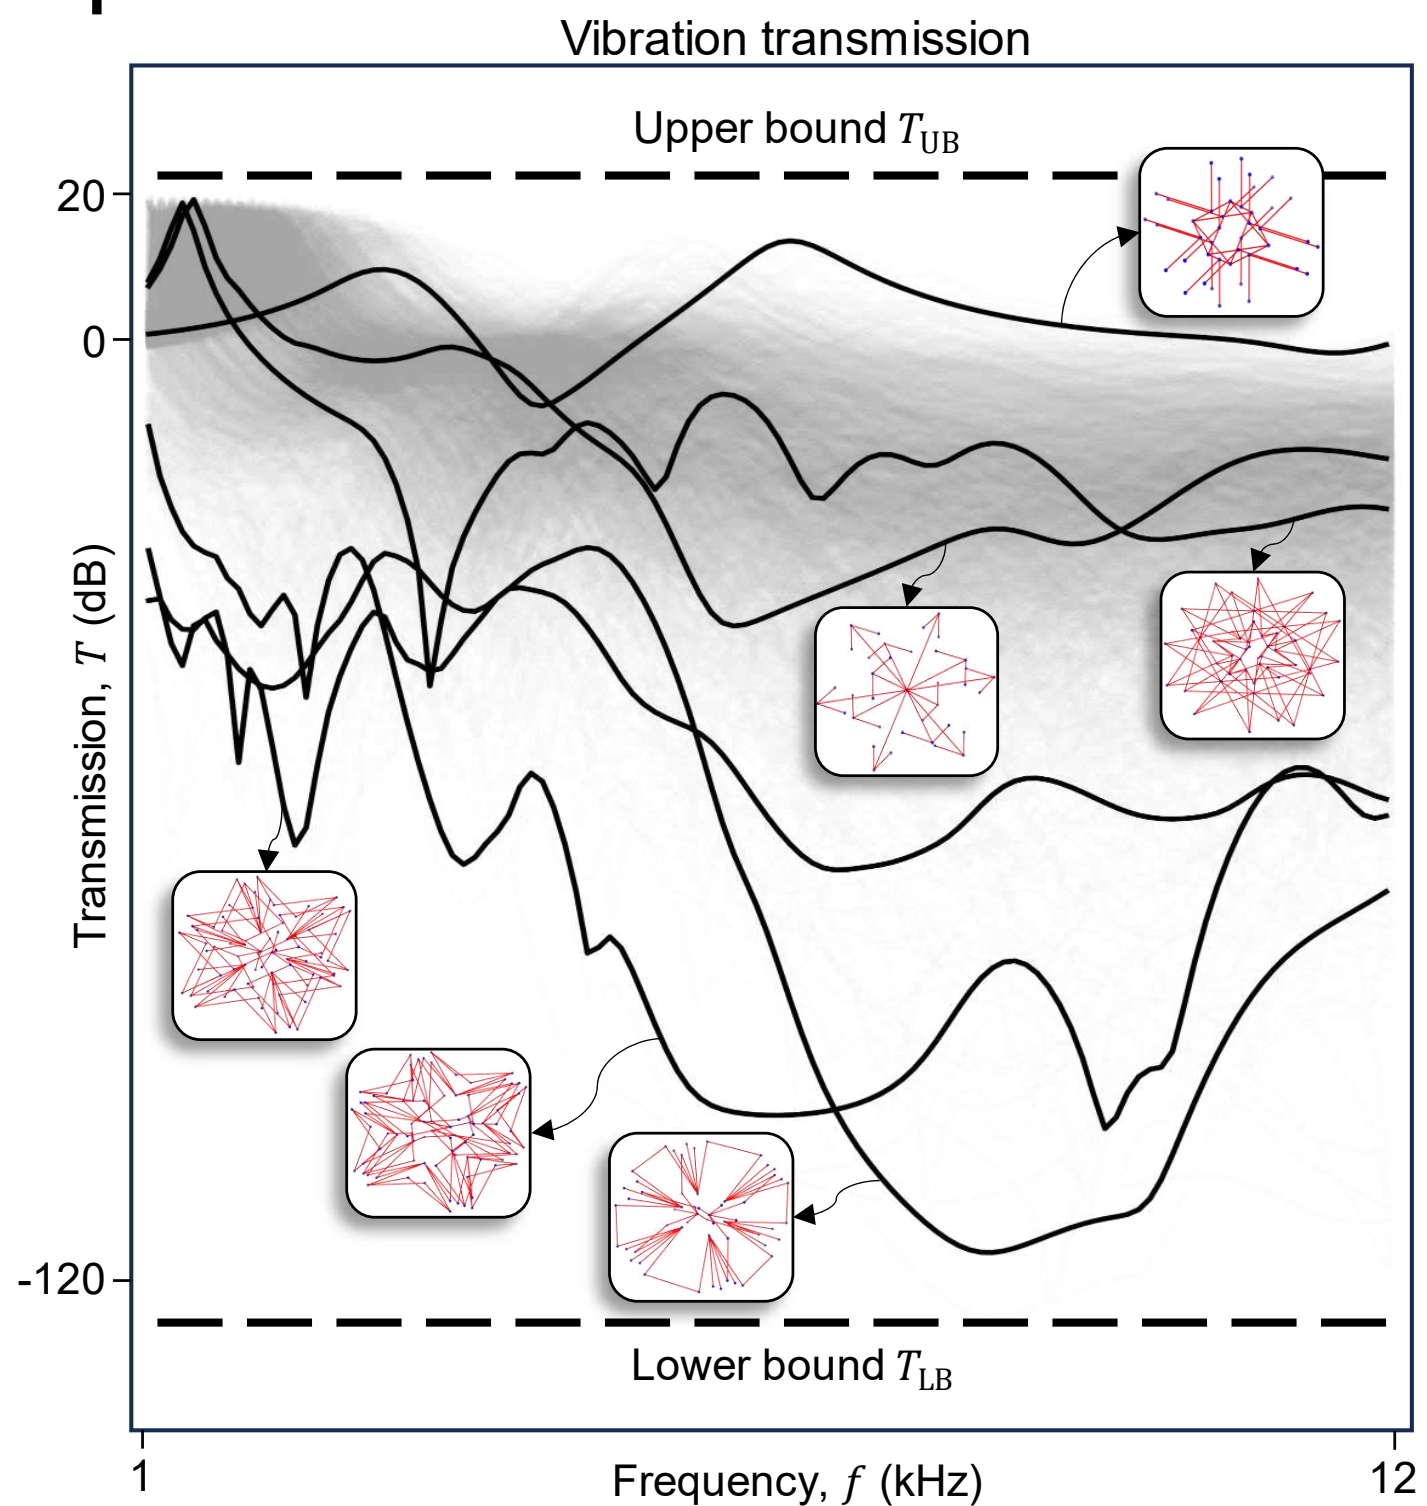 Vibration transmission
Upper bound T_UB
20
0
Transmission, T (dB)
-120
Lower bound T_LB
1
Frequency, f (kHz)
12